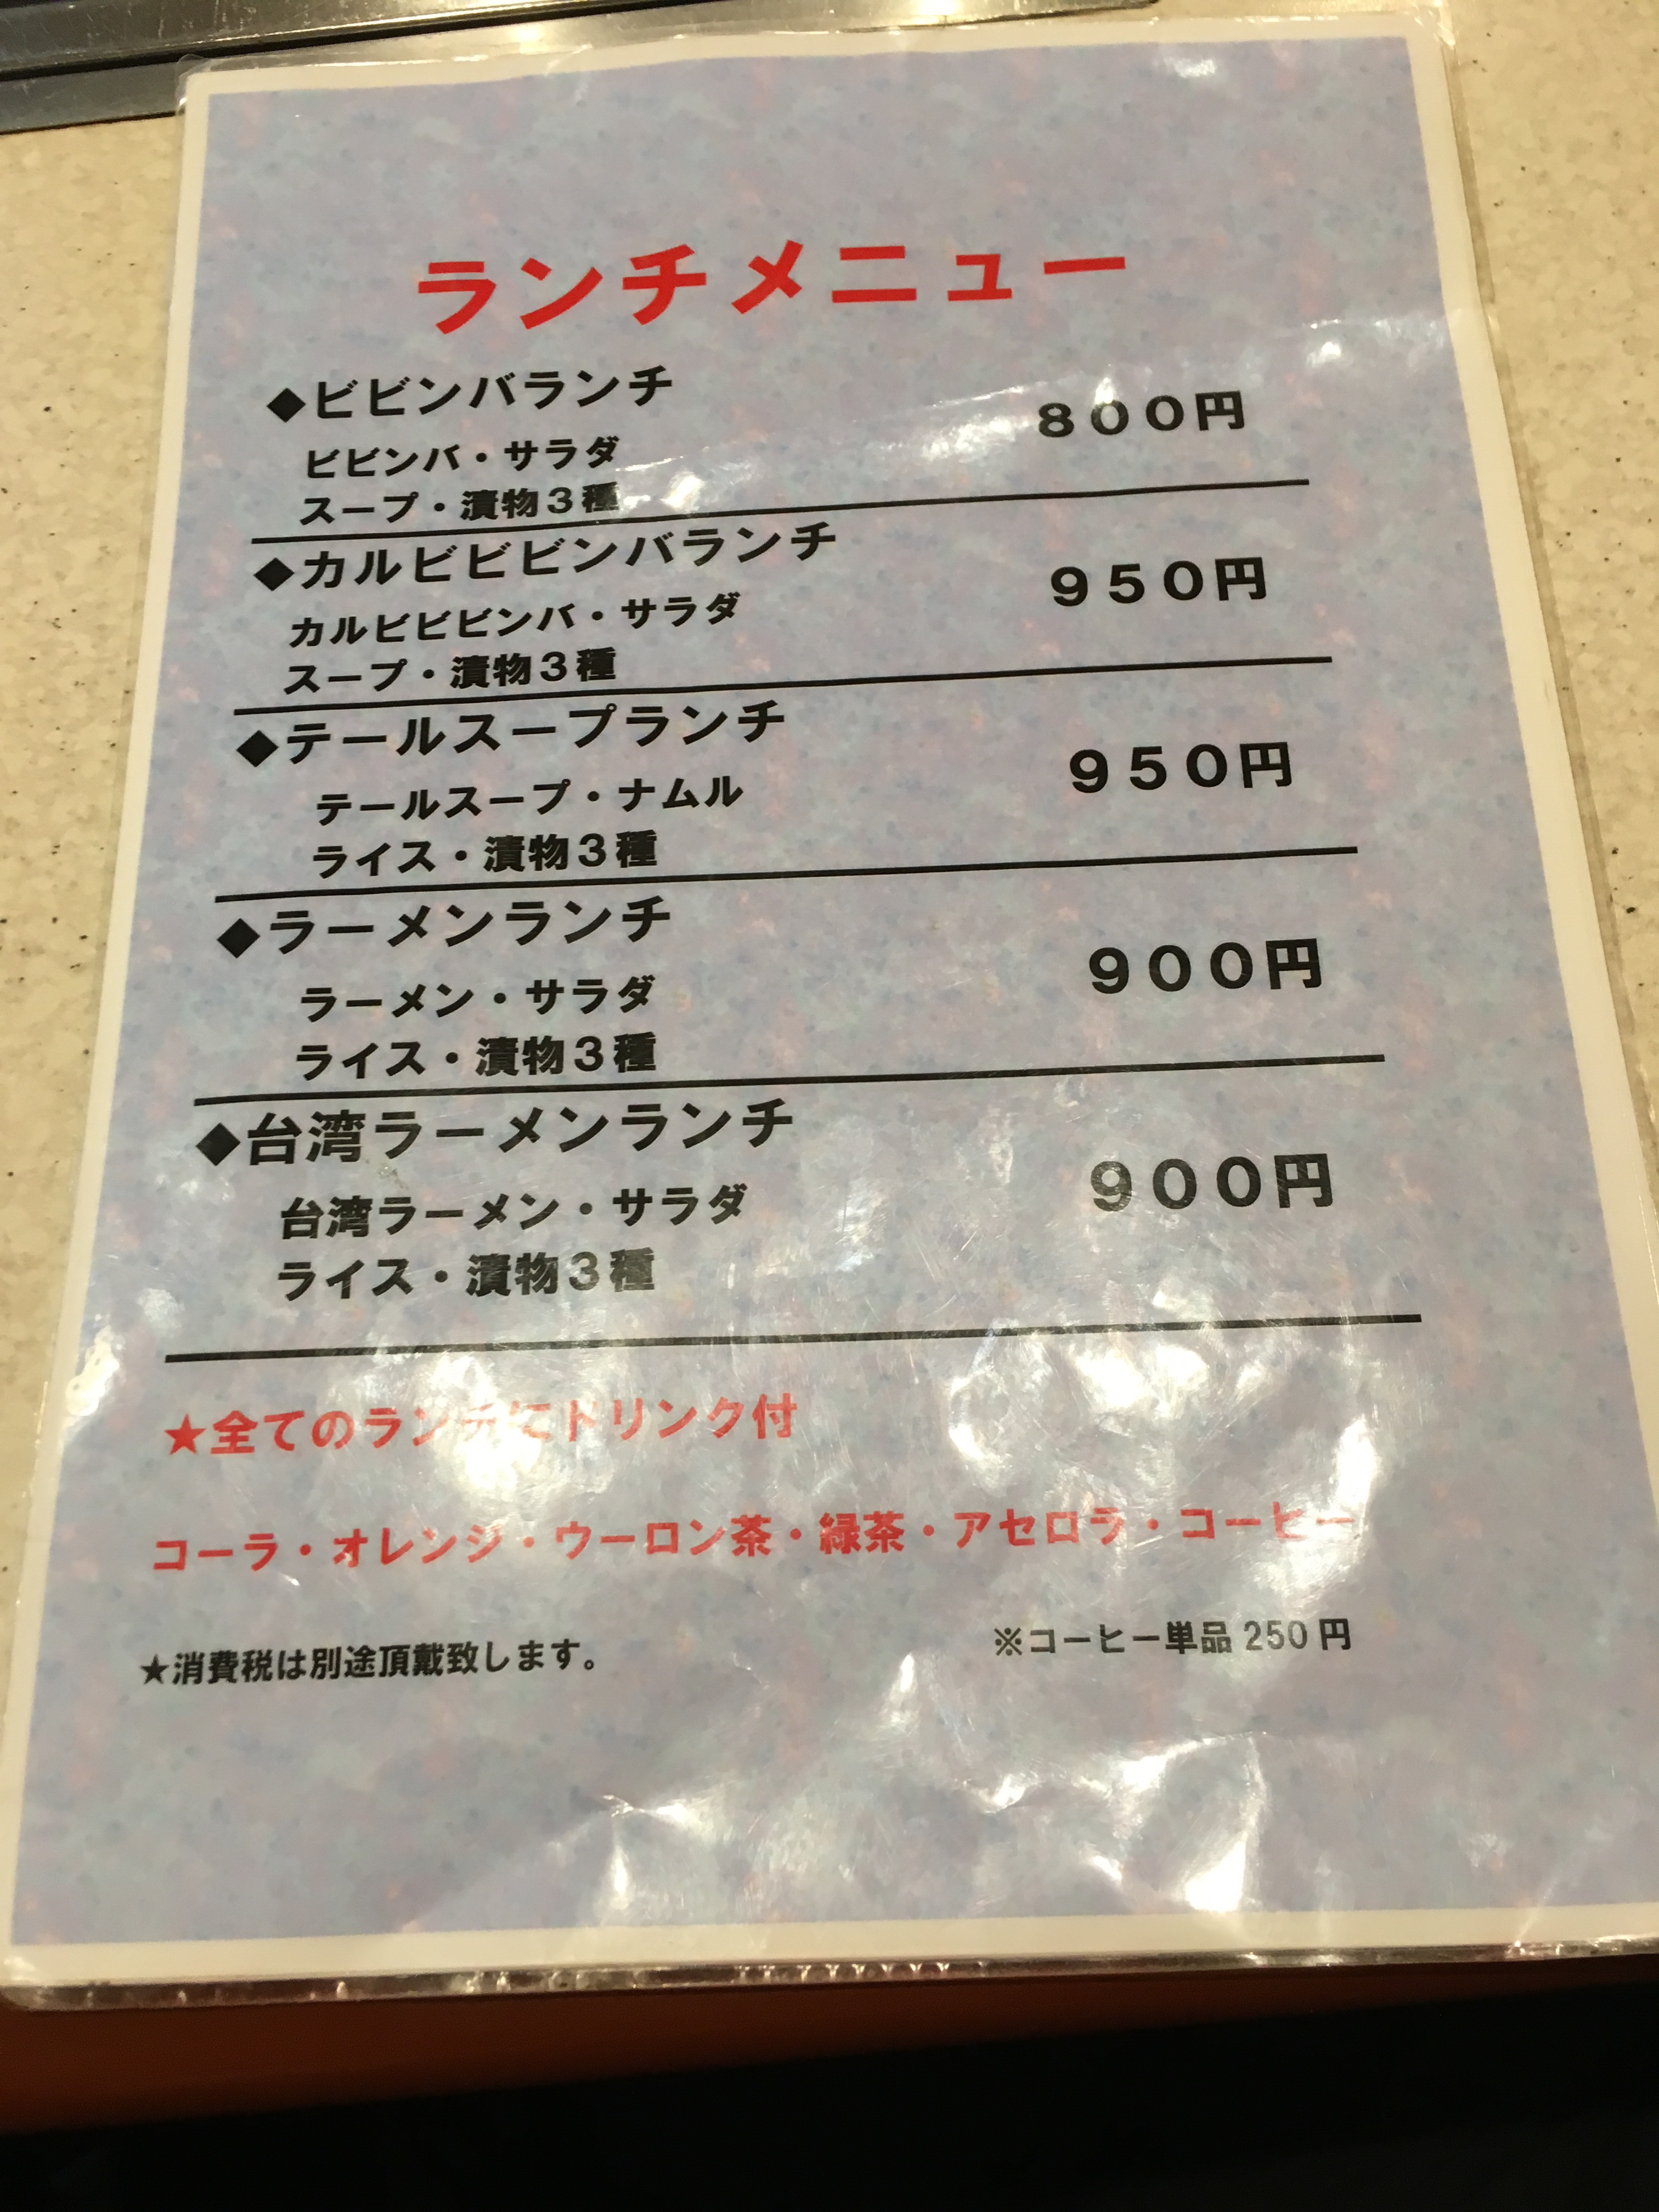 ランチメニュー
◆ビビンバランチ 800円
ビビンバ・サラダ
スープ・漬物3種
◆カルビビビンバランチ 950円
カルビビビンバ・サラダ
スープ・漬物3種
◆テールスープランチ 950円
テールスープ・ナムル
ライス・漬物3種
◆ラーメンランチ 900円
ラーメン・サラダ
ライス・漬物3種
◆台湾ラーメンランチ 900円
台湾ラーメン・サラダ
ライス・漬物3種
★全てのランチにドリンク付
コーラ・オレンジ・ウーロン茶・緑茶・アセロラ・コーヒー
※コーヒー単品 250円
★消費税は別途頂戴致します。